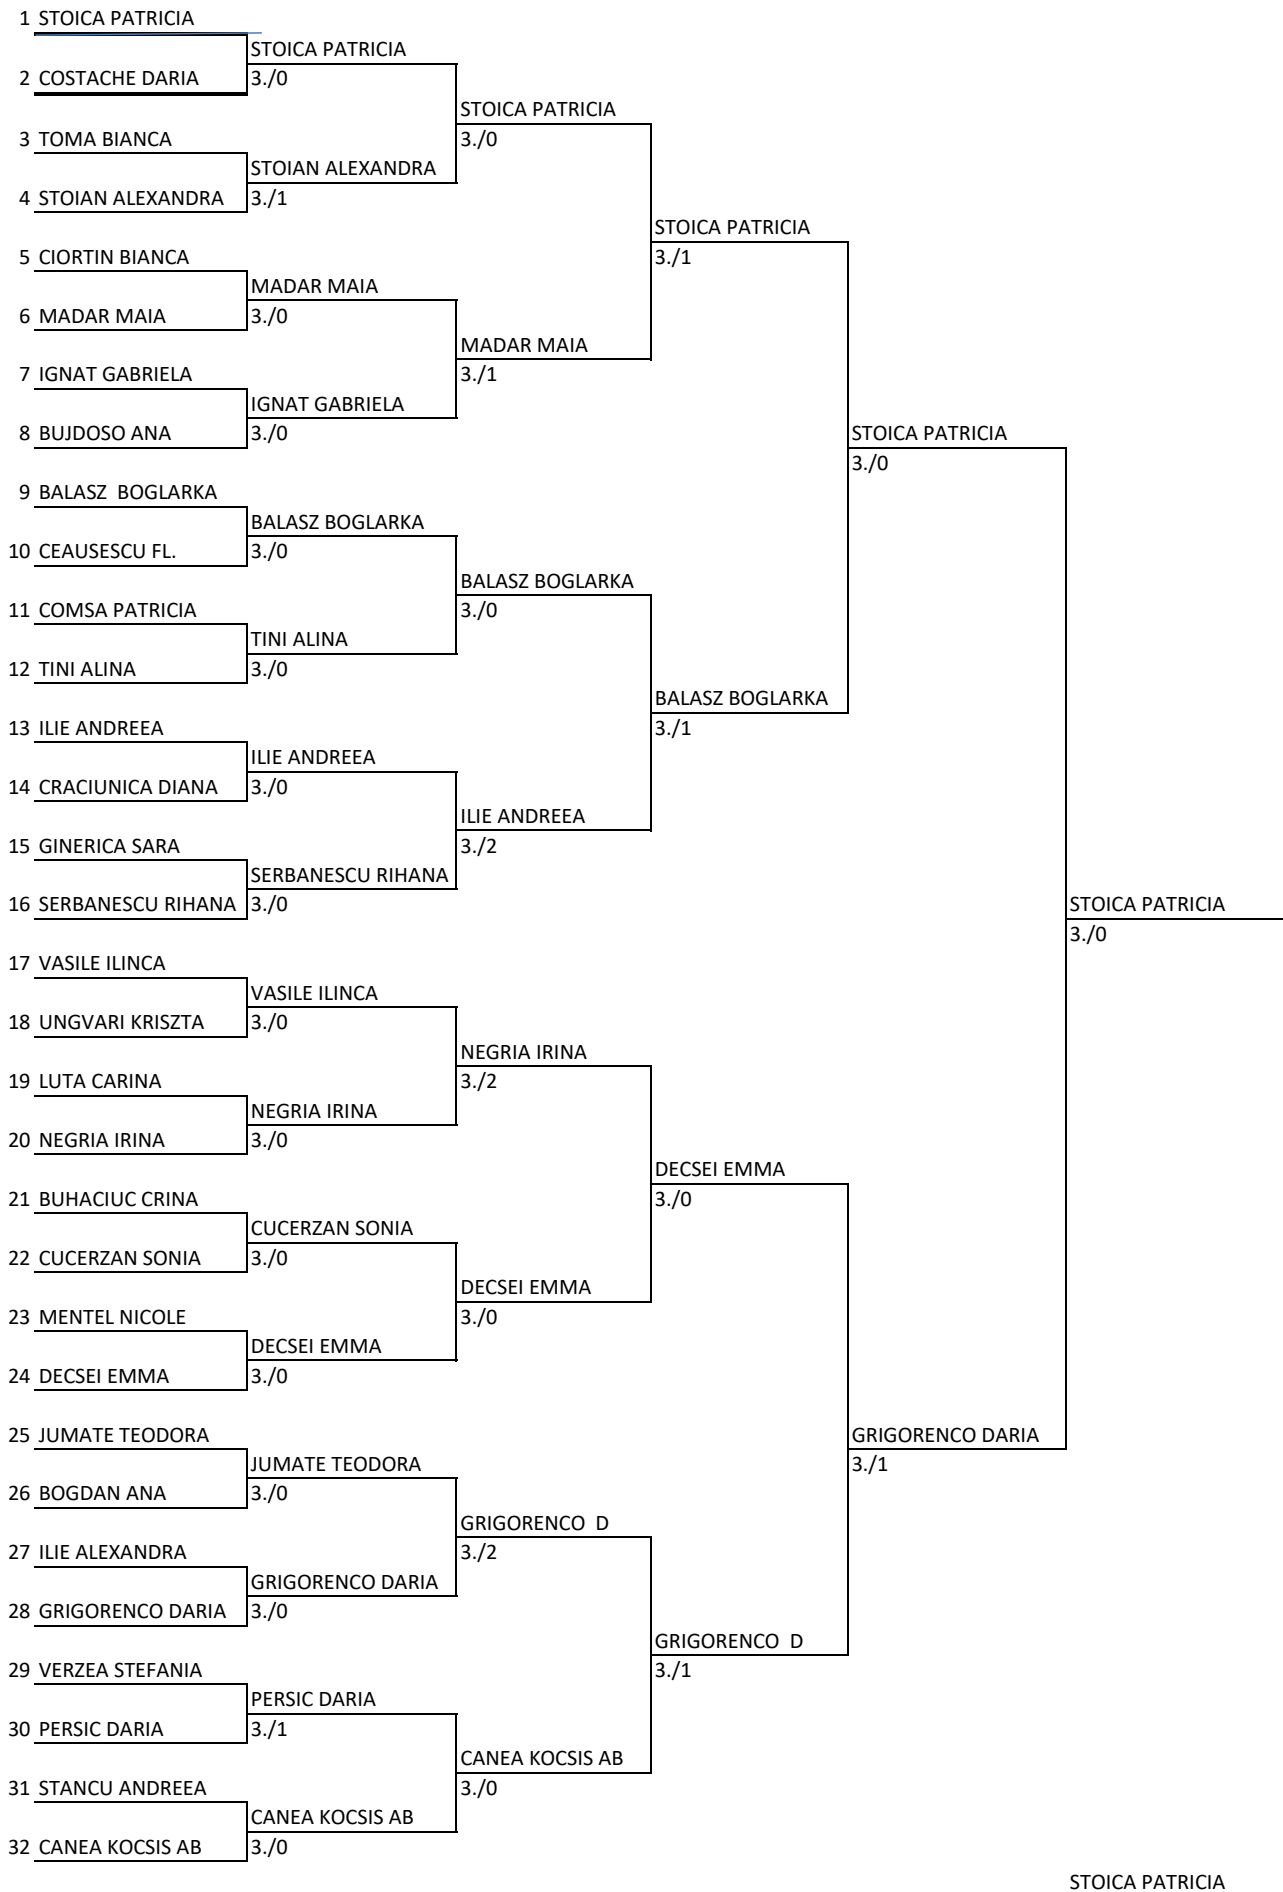 1 STOICA PATRICIA
STOICA PATRICIA
2 COSTACHE DARIA 3./0
STOICA PATRICIA
3 TOMA BIANCA 3./0
STOIAN ALEXANDRA
4 STOIAN ALEXANDRA 3./1
STOICA PATRICIA
5 CIORTIN BIANCA 3./1
MADAR MAIA
6 MADAR MAIA 3./0
MADAR MAIA
7 IGNAT GABRIELA 3./1
IGNAT GABRIELA
8 BUJDOSO ANA 3./0 STOICA PATRICIA
3./0
9 BALASZ  BOGLARKA
BALASZ BOGLARKA
10 CEAUSESCU FL. 3./0
BALASZ BOGLARKA
11 COMSA PATRICIA 3./0
TINI ALINA
12 TINI ALINA 3./0
BALASZ BOGLARKA
13 ILIE ANDREEA 3./1
ILIE ANDREEA
14 CRACIUNICA DIANA 3./0
ILIE ANDREEA
15 GINERICA SARA 3./2
SERBANESCU RIHANA
16 SERBANESCU RIHANA 3./0 STOICA PATRICIA
3./0
17 VASILE ILINCA
VASILE ILINCA
18 UNGVARI KRISZTA 3./0
NEGRIA IRINA
19 LUTA CARINA 3./2
NEGRIA IRINA
20 NEGRIA IRINA 3./0
DECSEI EMMA
21 BUHACIUC CRINA 3./0
CUCERZAN SONIA
22 CUCERZAN SONIA 3./0
DECSEI EMMA
23 MENTEL NICOLE 3./0
DECSEI EMMA
24 DECSEI EMMA 3./0
25 JUMATE TEODORA GRIGORENCO DARIA
JUMATE TEODORA 3./1
26 BOGDAN ANA 3./0
GRIGORENCO  D
27 ILIE ALEXANDRA 3./2
GRIGORENCO DARIA
28 GRIGORENCO DARIA 3./0
GRIGORENCO  D
29 VERZEA STEFANIA 3./1
PERSIC DARIA
30 PERSIC DARIA 3./1
CANEA KOCSIS AB
31 STANCU ANDREEA 3./0
CANEA KOCSIS AB
32 CANEA KOCSIS AB 3./0
STOICA PATRICIA